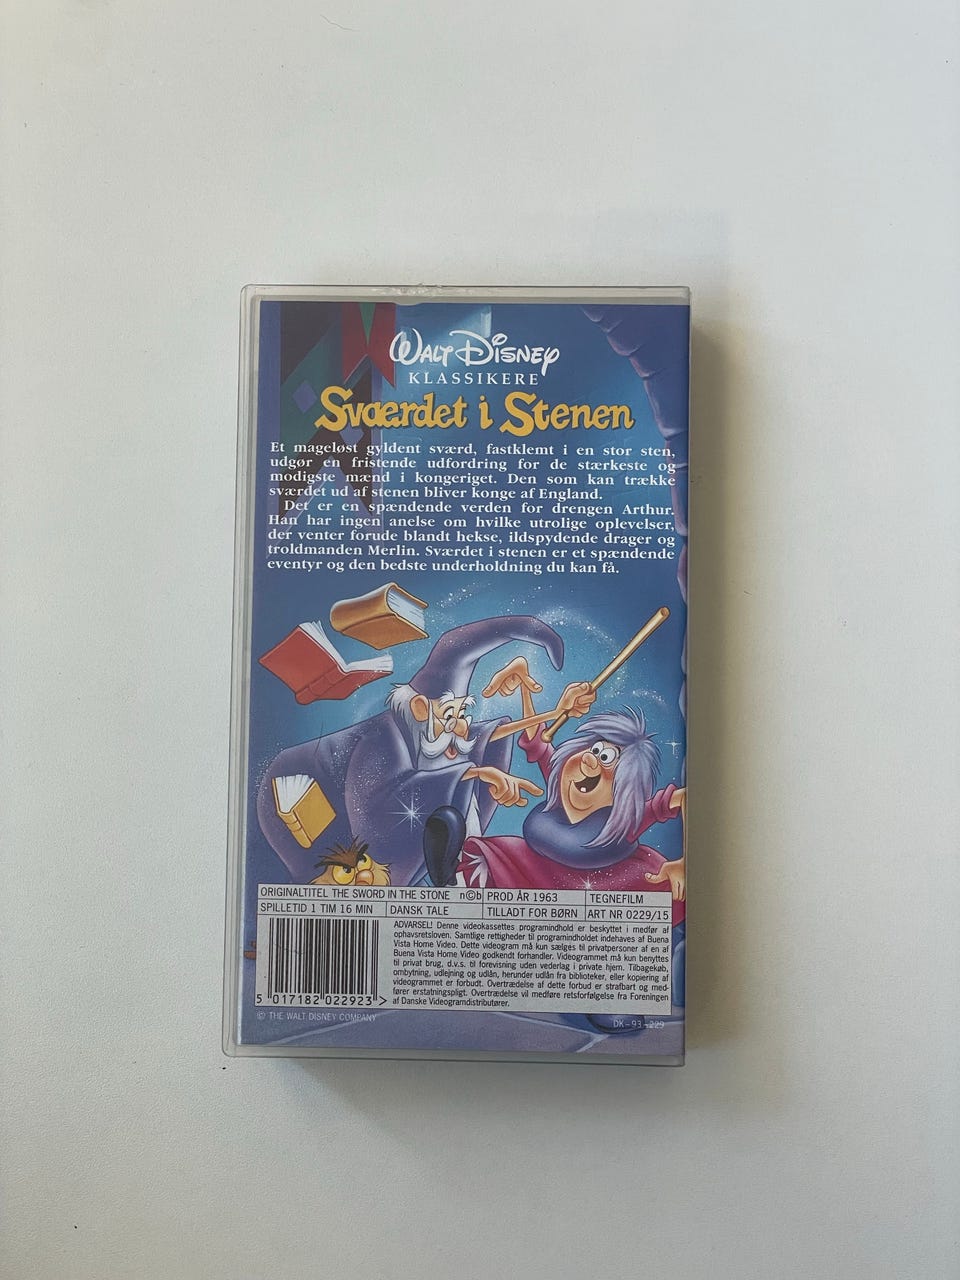 WALT DISNEY
KLASSIKERE
Sværdet i Stenen
Et mageløst gyldent sværd, fastklemt i en stor sten,
udgør en fristende udfordring for de stærkeste og
modigste mænd i kongeriget. Den som kan trække
sværdet ud af stenen bliver konge af England.
Det er en spændende verden for drengen Arthur.
Han har ingen anelse om hvilke utrolige oplevelser,
der venter forude blandt hekse, ildspydende drager og
troldmanden Merlin. Sværdet i stenen er et spændende
eventyr og den bedste underholdning du kan få.
ORIGINALTITEL THE SWORD IN THE STONE n©b PROD ÅR 1963 TEGNEFILM
SPILLETID 1 TIM 16 MIN DANSK TALE TILLADT FOR BØRN ART NR 0229/15
ADVARSEL! Denne videokassettes programindhold er beskyttet i medfør af
ophavsretsloven. Samtlige rettigheder til programindholdet indehaves af Buena
Vista Home Video. Dette videogram må kun sælges til privatpersoner af en af
Buena Vista Home Video godkendt forhandler. Videogrammet må kun benyttes
til privat brug, d.v.s. til forevisning uden vederlag i private hjem. Tilbagekøb,
ombytning, udlejning og udlån, herunder udlån fra biblioteker, eller kopiering af
videogrammet er forbudt. Overtrædelse af dette forbud er strafbart og med-
fører erstatningspligt. Overtrædelse vil medføre retsforfølgelse fra Foreningen
af Danske Videogramdistributører.
5 017182 022923 >
© THE WALT DISNEY COMPANY
DK-93-229